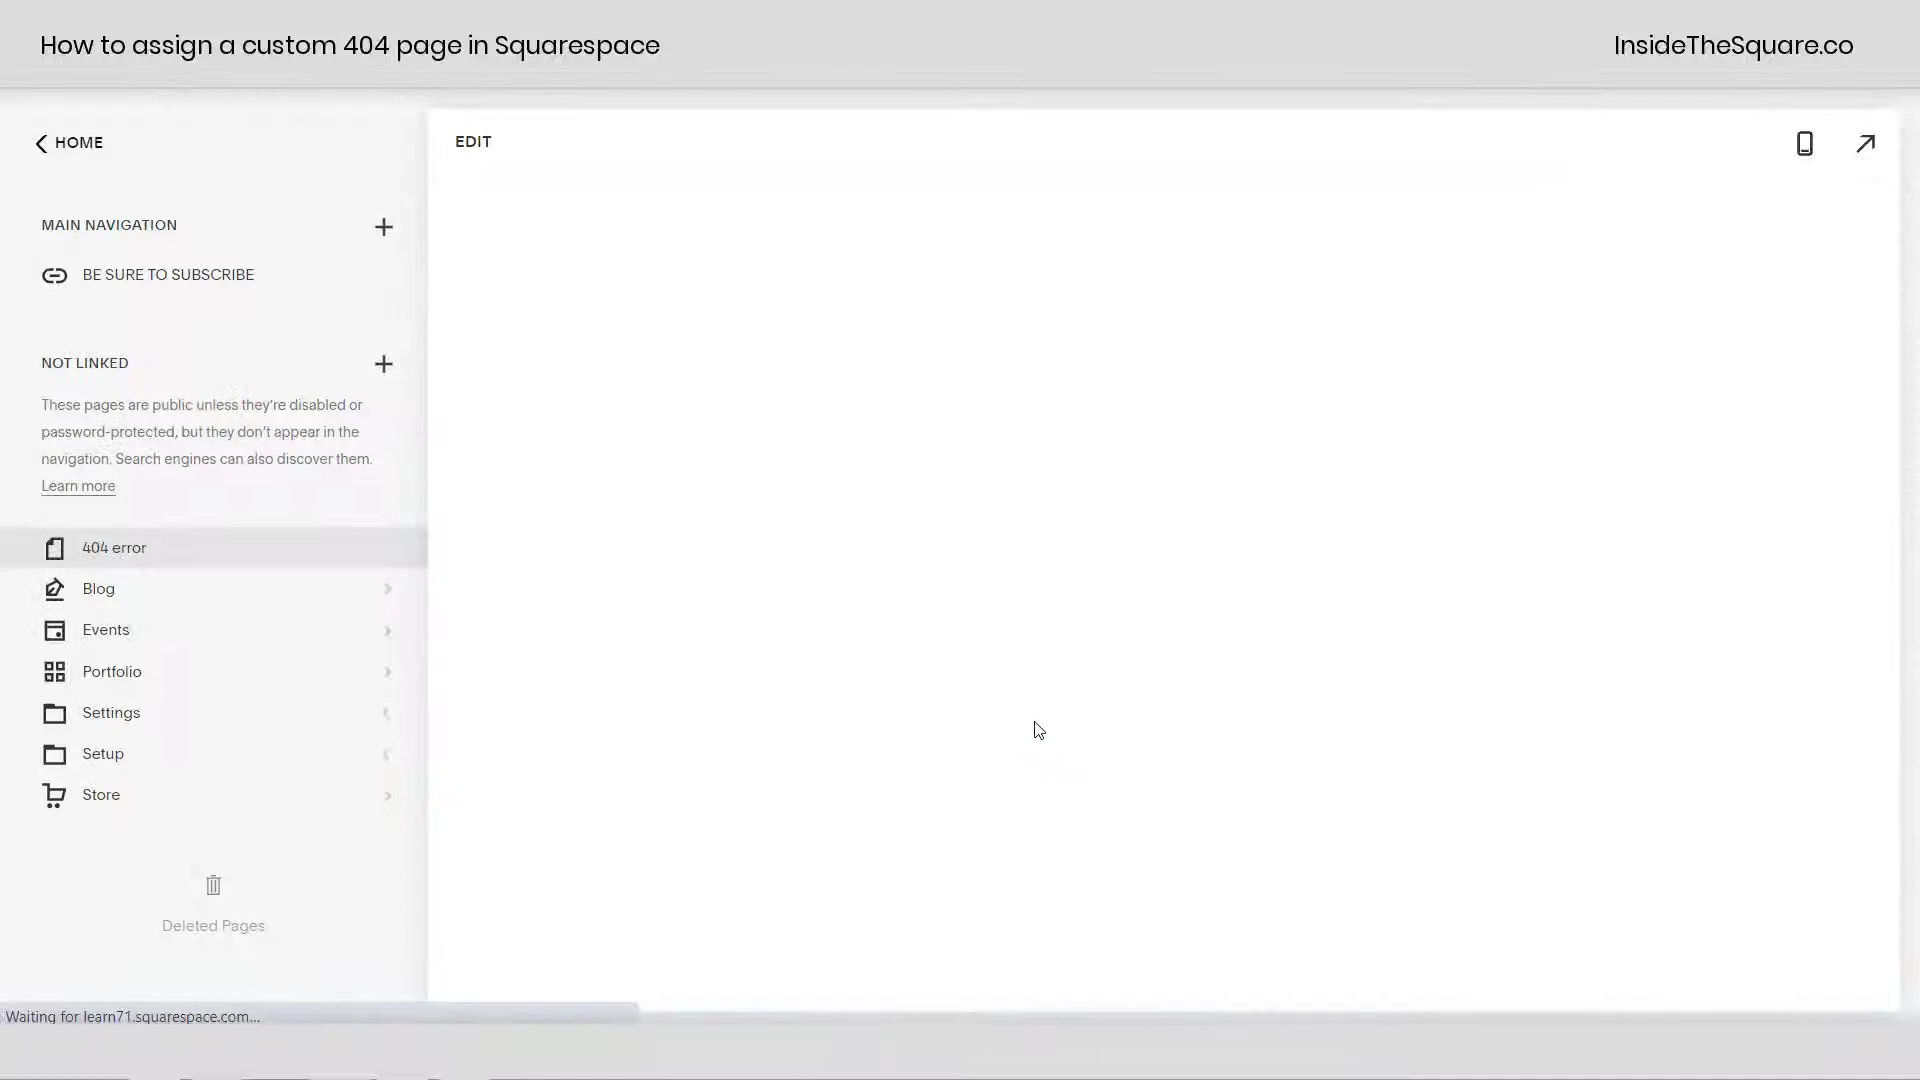 How to assign a custom 404 page in Squarespace
InsideTheSquare.co
HOME
EDIT
MAIN NAVIGATION
BE SURE TO SUBSCRIBE
NOT LINKED
These pages are public unless they're disabled or
password-protected, but they don't appear in the
navigation. Search engines can also discover them.
Learn more
404 error
Blog
Events
Portfolio
Settings
Setup
Store
Deleted Pages
Waiting for learn71.squarespace.com...